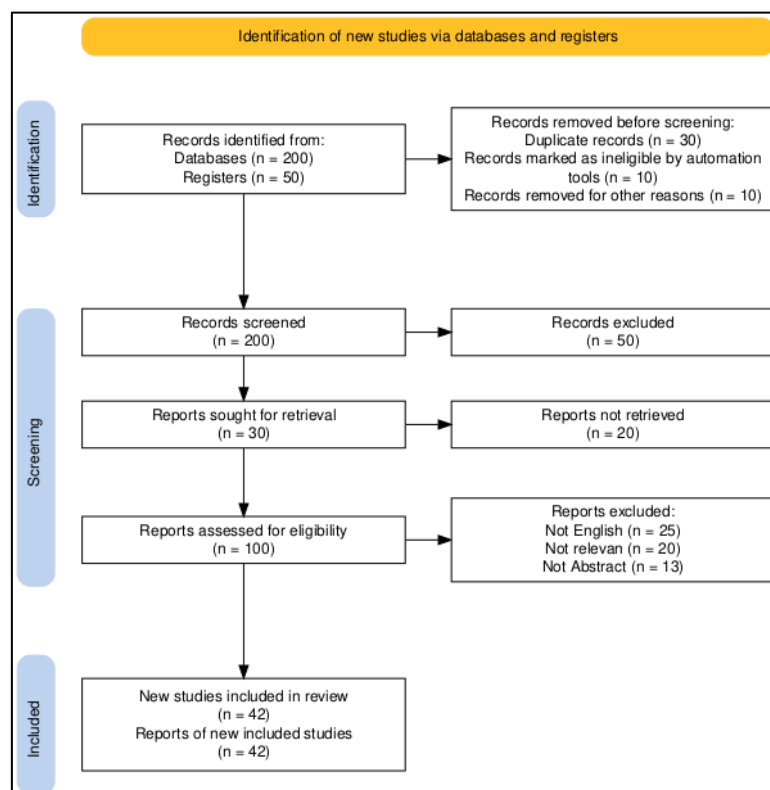 Identification of new studies via databases and registers
Identification
Records identified from:
Databases (n = 200)
Registers (n = 50)
Records removed before screening:
Duplicate records (n = 30)
Records marked as ineligible by automation
tools (n = 10)
Records removed for other reasons (n = 10)
Screening
Records screened
(n = 200)
Records excluded
(n = 50)
Reports sought for retrieval
(n = 30)
Reports not retrieved
(n = 20)
Reports assessed for eligibility
(n = 100)
Reports excluded:
Not English (n = 25)
Not relevan (n = 20)
Not Abstract (n = 13)
Included
New studies included in review
(n = 42)
Reports of new included studies
(n = 42)